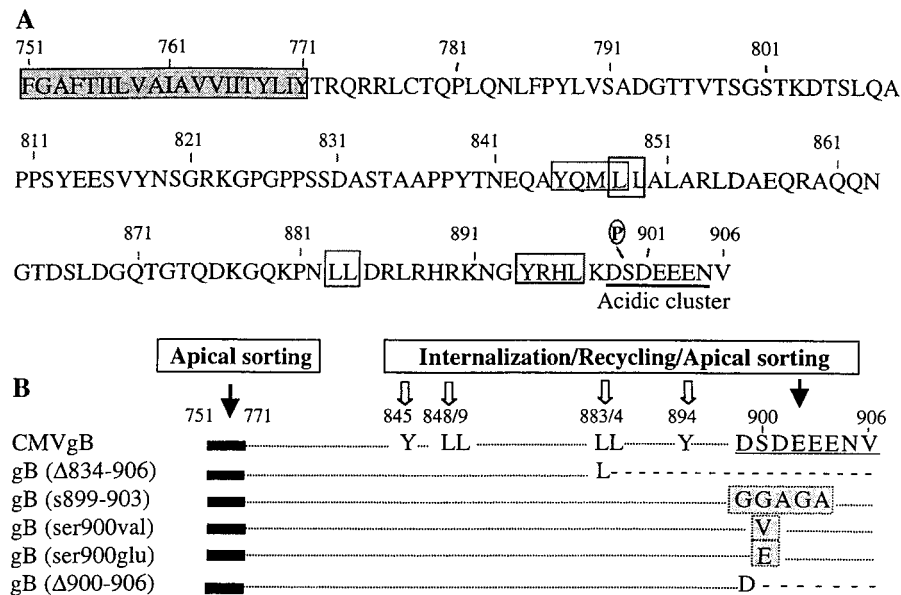 A
751 761 771 781 791 801
FGAFTIILVAIAVVIITYLIYTRQRRLCTQPLQNLFPYLVSADGTTVTSGSTKDTSLQA
811 821 831 841 851 861
PPSYEESVYNSGRKGPGPPSSDASTAAPPYTNEQAYQMLLALARLDAEQRAQQN
871 881 891 P 901 906
GTDSLDGQTGTQDKGQKPNLLDRLRHRKNGYRHLKDSDEEENV
Acidic cluster
Apical sorting Internalization/Recycling/Apical sorting
B
751 771 845 848/9 883/4 894 900 906
CMVgB Y LL LL Y DSDEEENV
gB (Δ834-906) L
gB (s899-903) GGAGA
gB (ser900val) V
gB (ser900glu) E
gB (Δ900-906) D